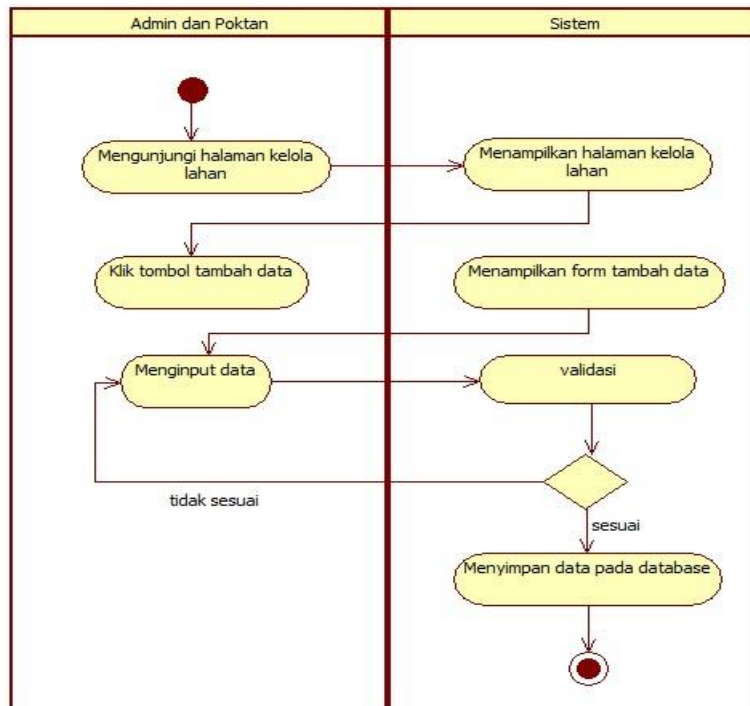 Admin dan Poktan
Sistem
Mengunjungi halaman kelola
lahan
Menampilkan halaman kelola
lahan
Klik tombol tambah data
Menampilkan form tambah data
Menginput data
validasi
tidak sesuai
sesuai
Menyimpan data pada database